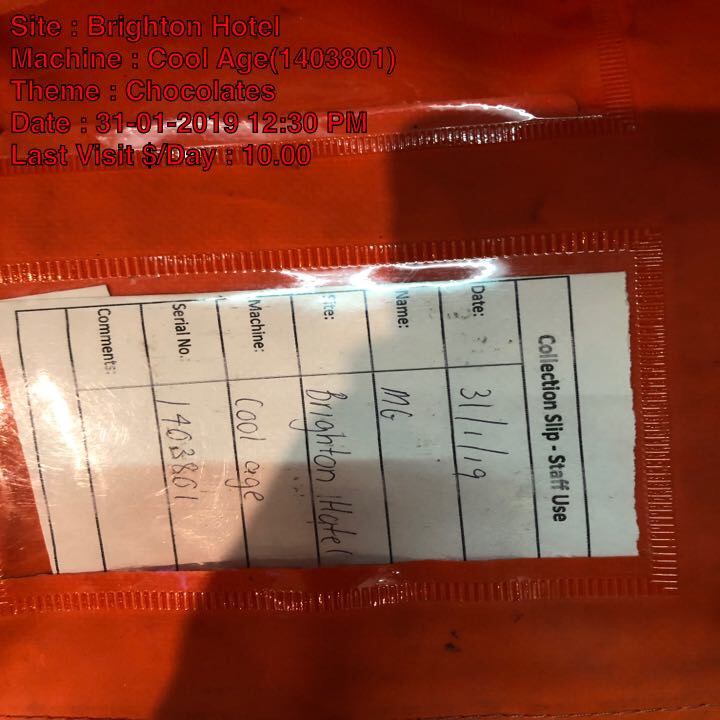 Site : Brighton Hotel
Machine : Cool Age(1403801)
Theme : Chocolates
Date : 31-01-2019 12:30 PM
Last Visit $/Day : 10.00
Collection Slip - Staff Use
Date: 31/1/19
Name: MG
Site: Brighton Hotel
Machine: Cool age
Serial No.: 1403801
Comments: